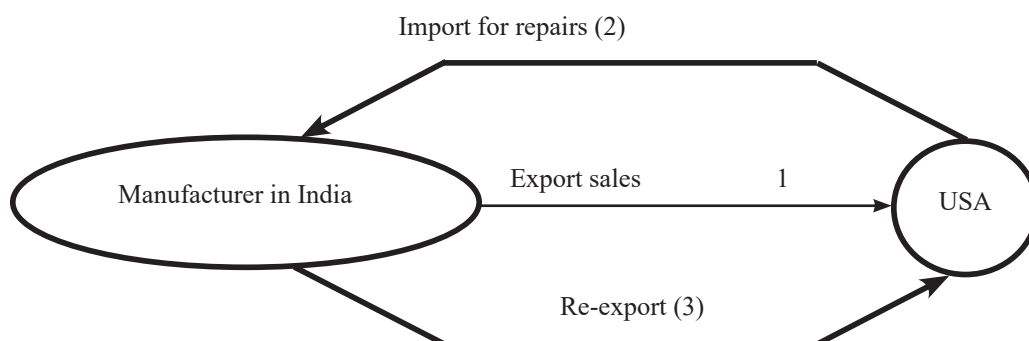 Import for repairs (2)
Export sales 1
Manufacturer in India
USA
Re-export (3)